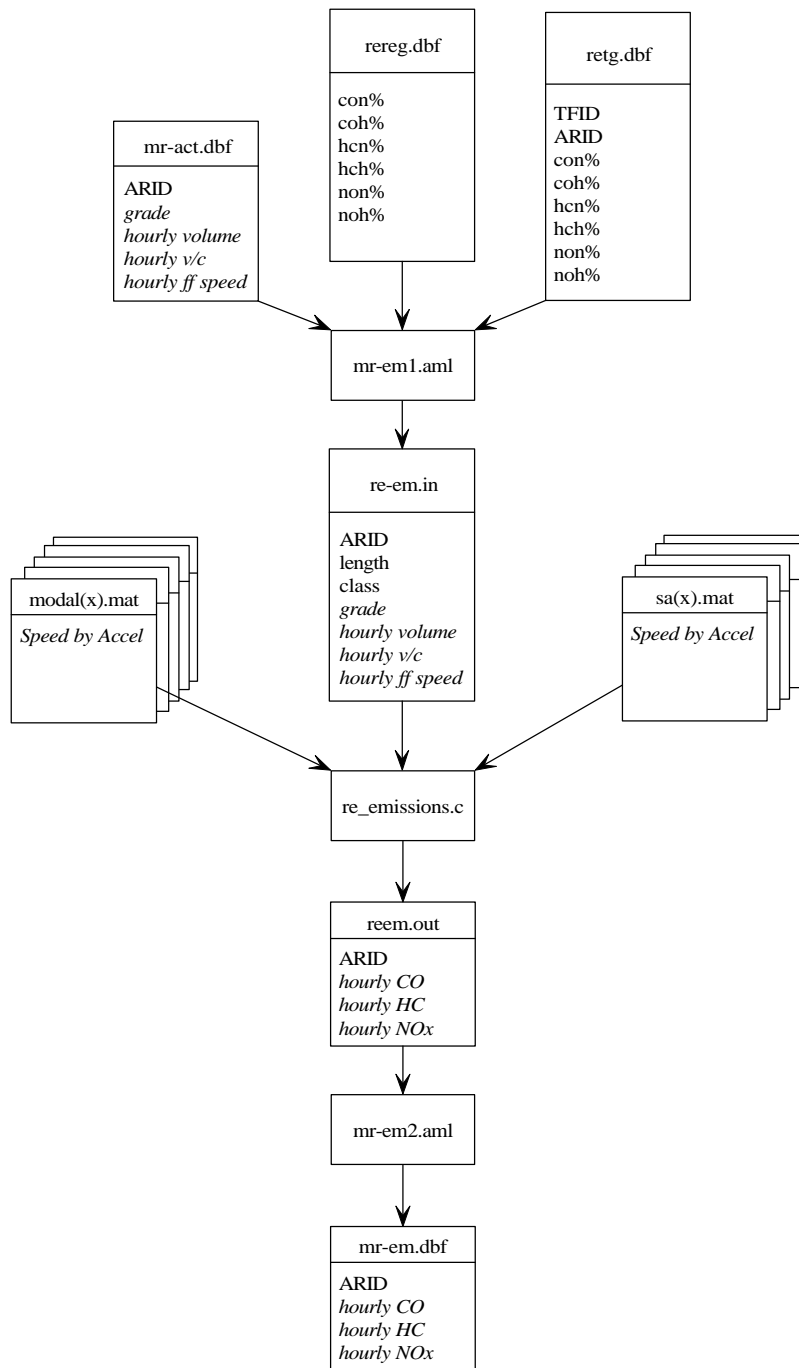 rereg.dbf
con%
coh%
hcn%
hch%
non%
noh%
retg.dbf
TFID
ARID
con%
coh%
hcn%
hch%
non%
noh%
mr-act.dbf
ARID
grade
hourly volume
hourly v/c
hourly ff speed
mr-em1.aml
re-em.in
ARID
length
class
grade
hourly volume
hourly v/c
hourly ff speed
modal(x).mat
Speed by Accel
sa(x).mat
Speed by Accel
re_emissions.c
reem.out
ARID
hourly CO
hourly HC
hourly NOx
mr-em2.aml
mr-em.dbf
ARID
hourly CO
hourly HC
hourly NOx